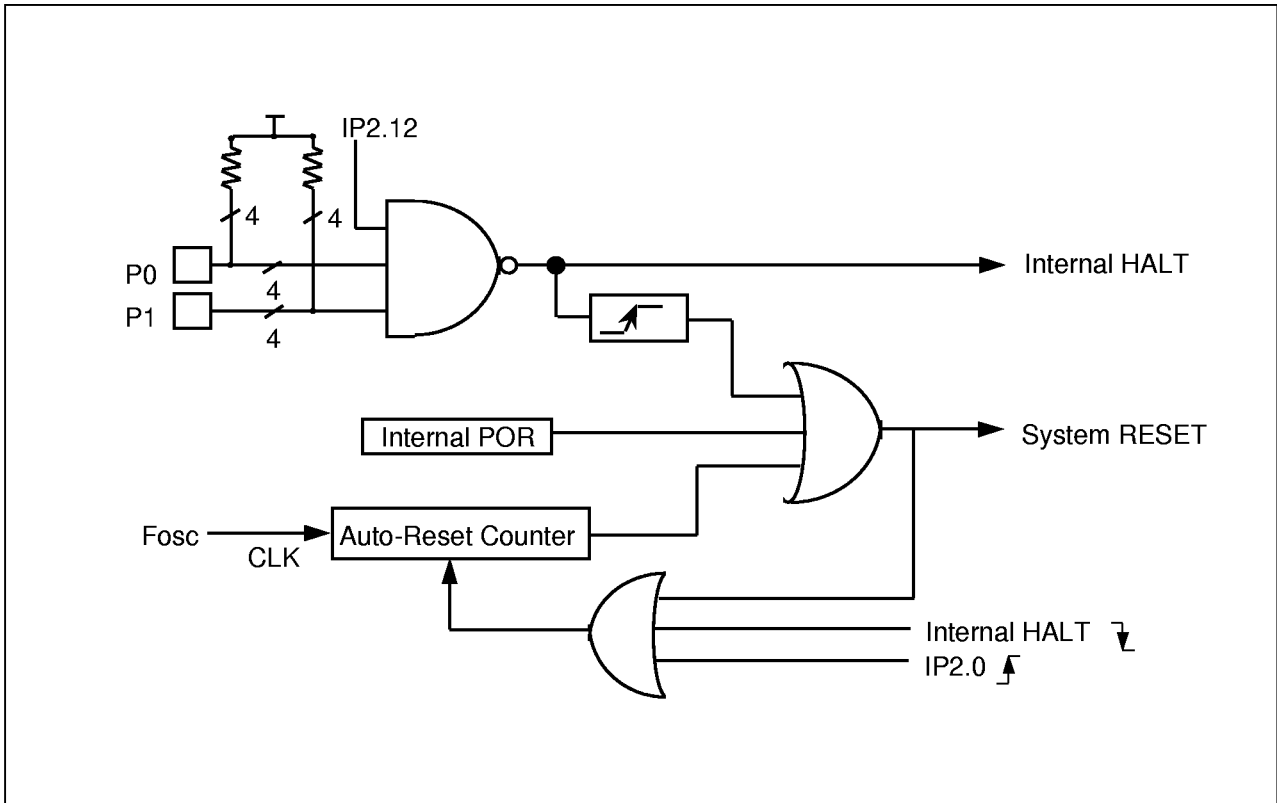 IP2.12
4
4
P0
4
Internal HALT
P1
4
Internal POR
System RESET
Fosc
CLK
Auto-Reset Counter
Internal HALT
IP2.0